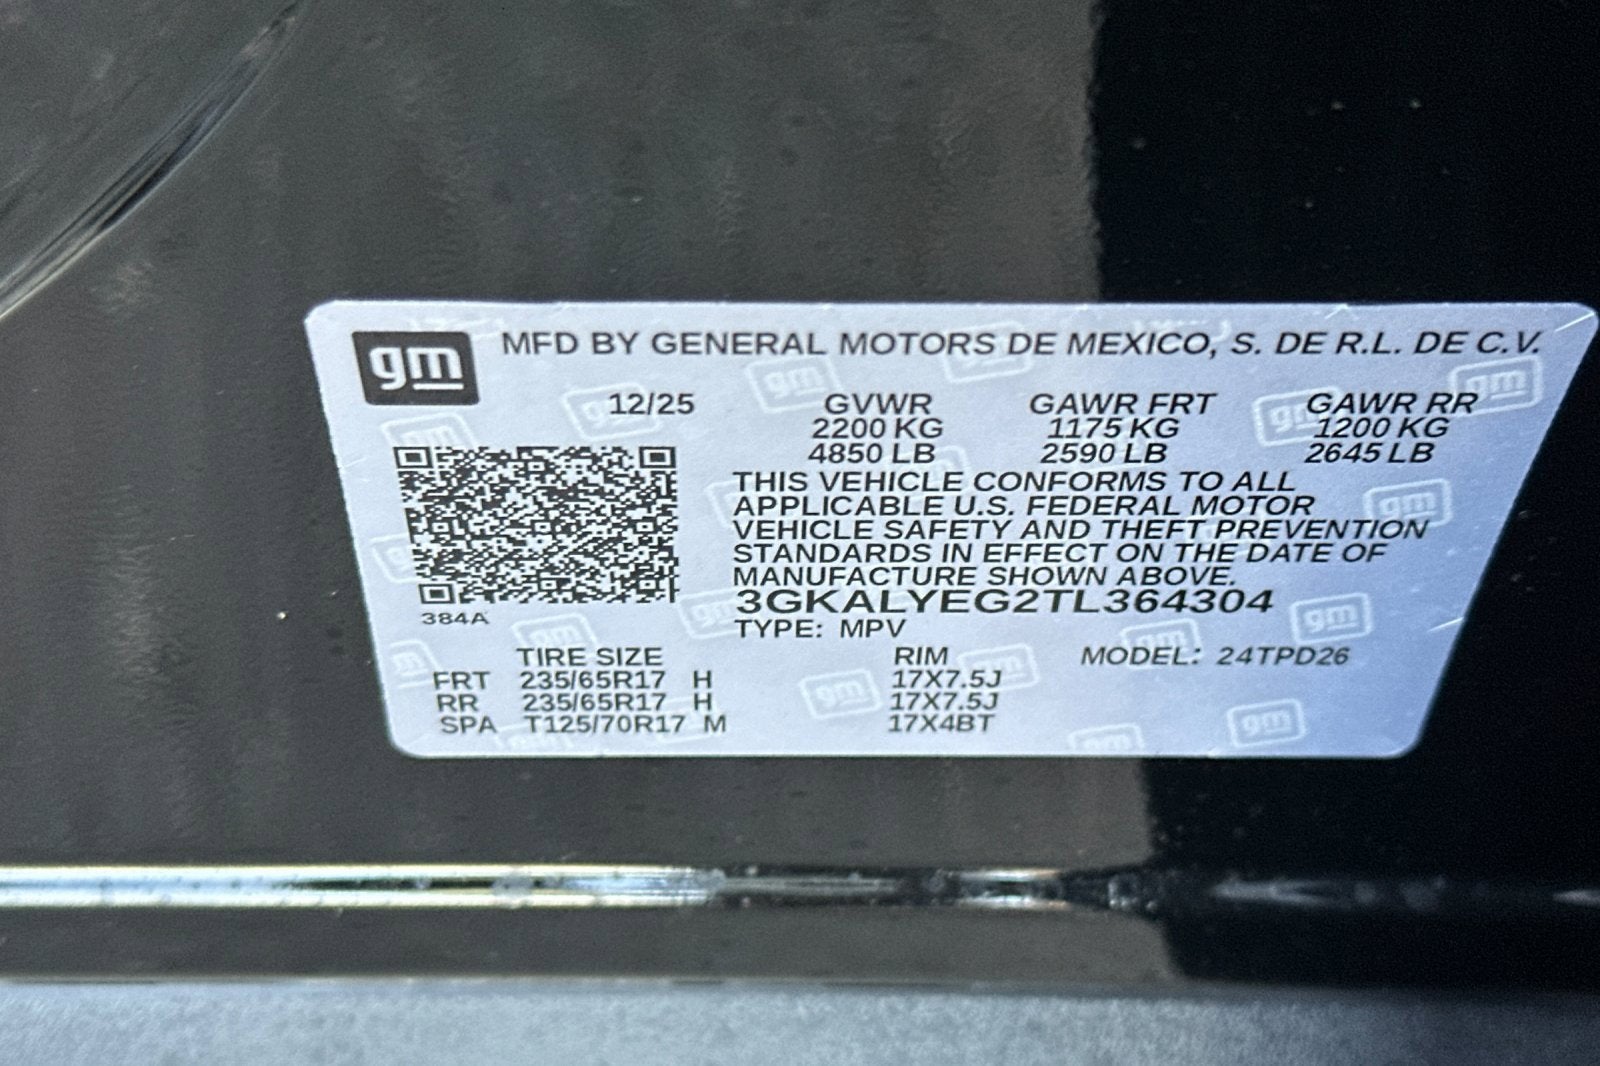 gm MFD BY GENERAL MOTORS DE MEXICO, S. DE R.L. DE C.V.
12/25 GVWR GAWR FRT GAWR RR
2200 KG 1175 KG 1200 KG
4850 LB 2590 LB 2645 LB
THIS VEHICLE CONFORMS TO ALL
APPLICABLE U.S. FEDERAL MOTOR
VEHICLE SAFETY AND THEFT PREVENTION
STANDARDS IN EFFECT ON THE DATE OF
MANUFACTURE SHOWN ABOVE.
3GKALYEG2TL364304
384A
TYPE: MPV
TIRE SIZE RIM MODEL: 24TPD26
FRT 235/65R17 H 17X7.5J
RR 235/65R17 H 17X7.5J
SPA T125/70R17 M 17X4BT